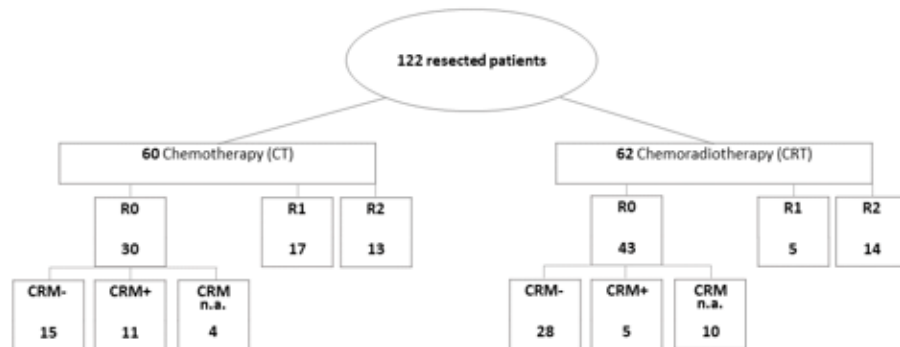 122 resected patients
60 Chemotherapy (CT)
62 Chemoradiotherapy (CRT)
R0
30
R1
17
R2
13
R0
43
R1
5
R2
14
CRM-
15
CRM+
11
CRM
n.a.
4
CRM-
28
CRM+
5
CRM
n.a.
10